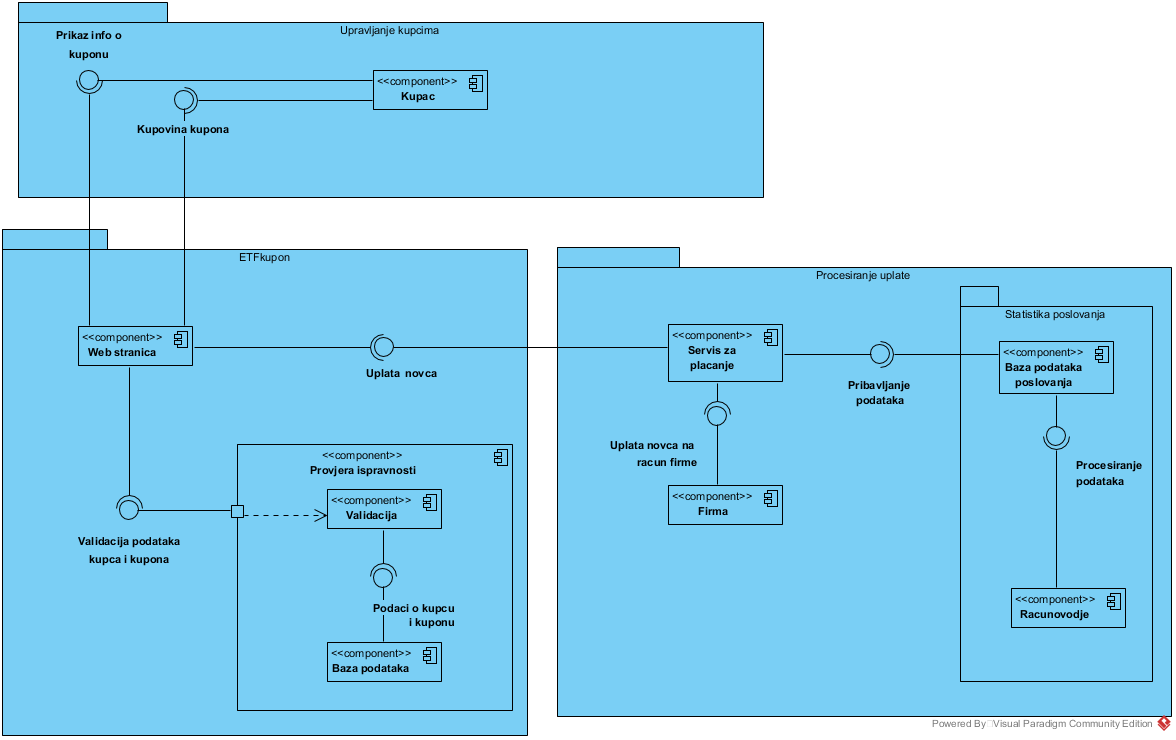 Upravljanje kupcima
Prikaz info o
kuponu
<<component>>
Kupac
Kupovina kupona
ETFkupon
<<component>>
Web stranica
Uplata novca
Validacija podataka
kupca i kupona
<<component>>
Provjera ispravnosti
<<component>>
Validacija
Podaci o kupcu
i kuponu
<<component>>
Baza podataka
Procesiranje uplate
<<component>>
Servis za
placanje
Uplata novca na
racun firme
<<component>>
Firma
Pribavljanje
podataka
Statistika poslovanja
<<component>>
Baza podataka
poslovanja
Procesiranje
podataka
<<component>>
Racunovodje
Powered By Visual Paradigm Community Edition